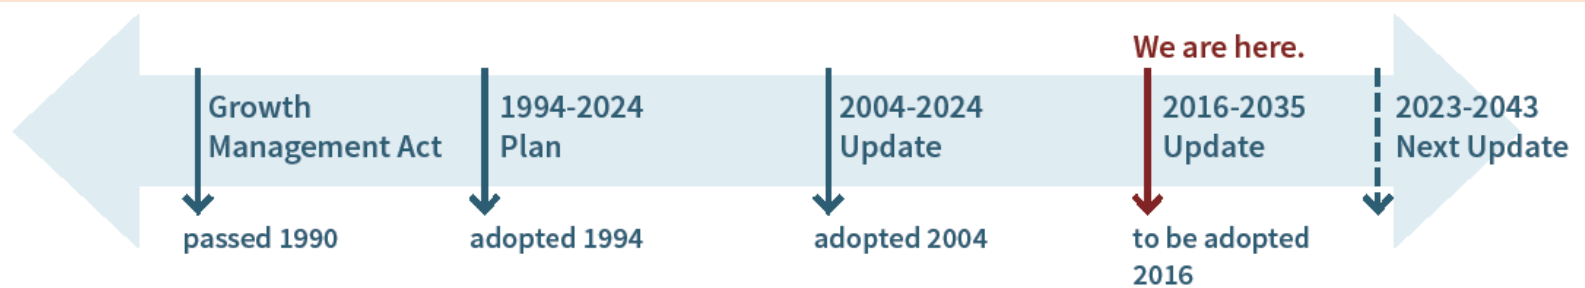 We are here.
Growth
Management Act
1994-2024
Plan
2004-2024
Update
2016-2035
Update
2023-2043
Next Update
passed 1990
adopted 1994
adopted 2004
to be adopted
2016